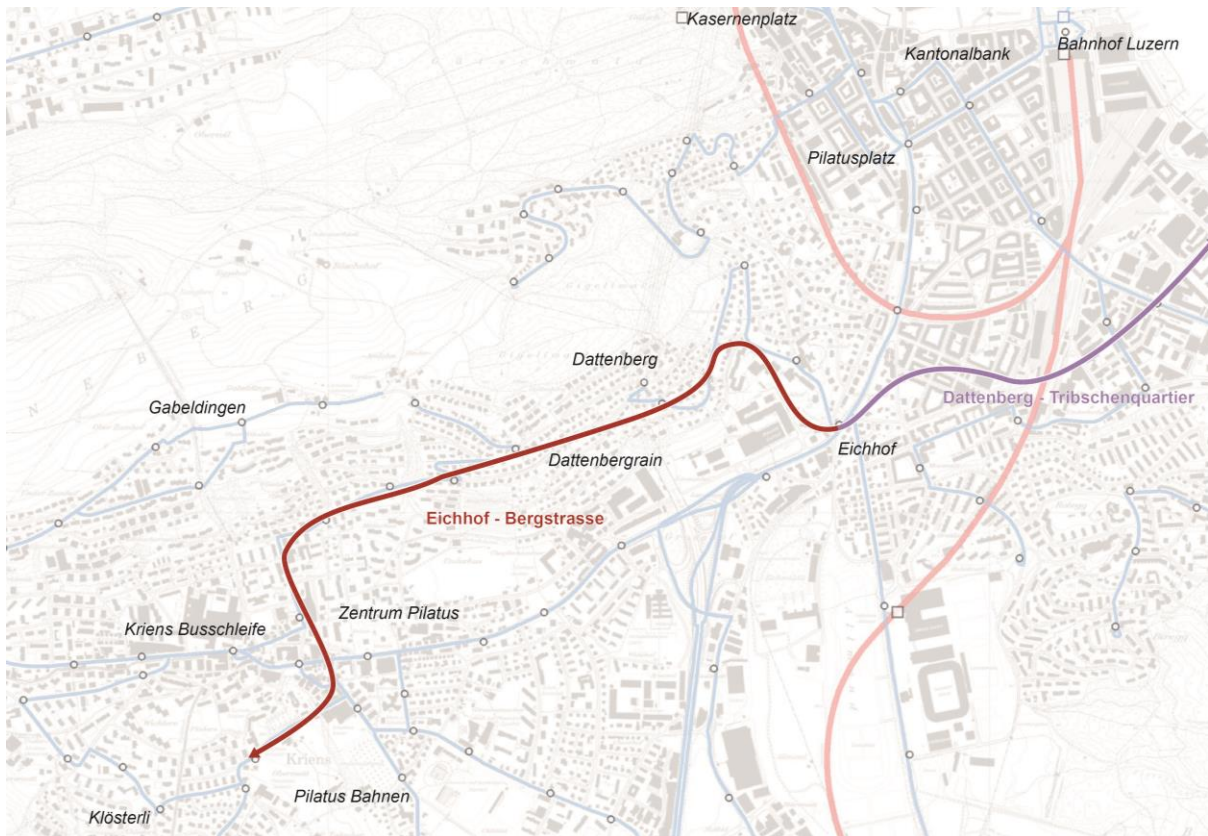 Kasernenplatz
Kantonalbank
Bahnhof Luzern
Pilatusplatz
Dattenberg
Dattenberg - Tribschenquartier
Gabeldingen
Dattenbergrain
Eichhof
Eichhof - Bergstrasse
Zentrum Pilatus
Kriens Busschleife
Kriens
Pilatus Bahnen
Klösterli